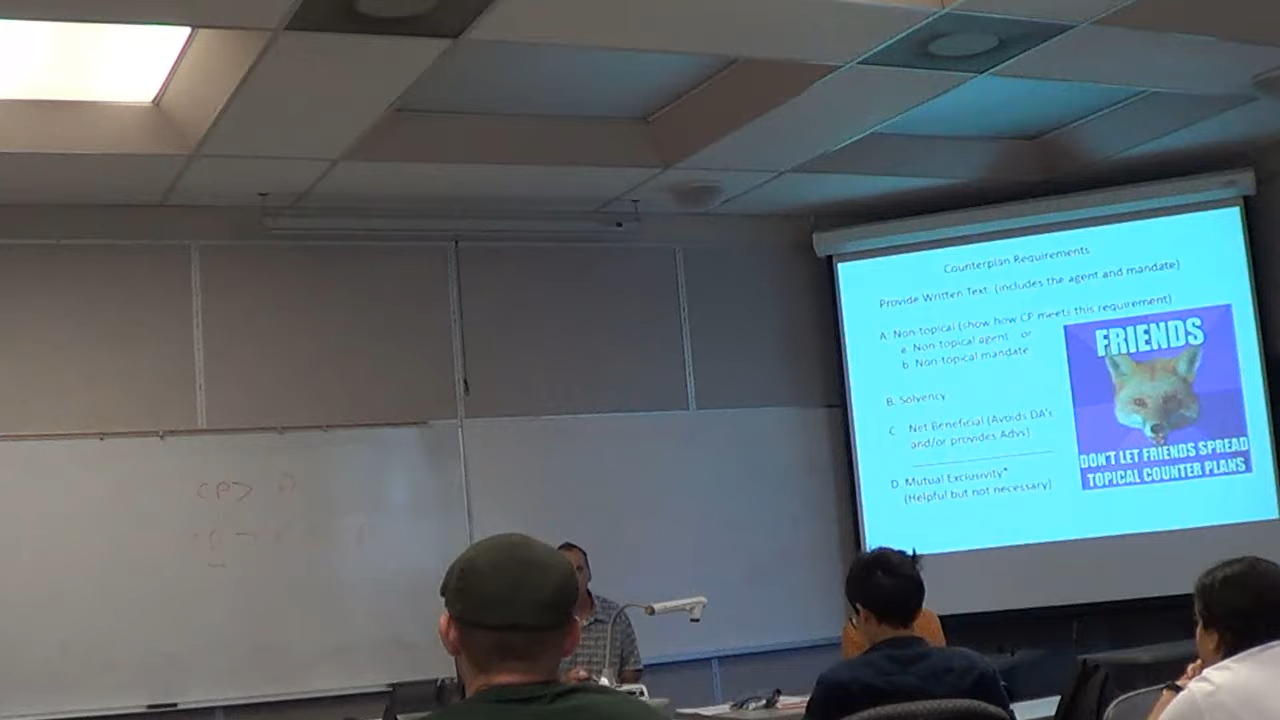 Counterplan Requirements
Provide Written Text: (includes the agent and mandate)
A. Non-topical (show how CP meets this requirement)
a Non topical agent or
b Non topical mandate
B. Solvency
C Net Beneficial (Avoids DA's
and/or provides Advs)
D. Mutual Exclusivity*
(Helpful but not necessary)
FRIENDS
DON'T LET FRIENDS SPREAD
TOPICAL COUNTER PLANS
CP>